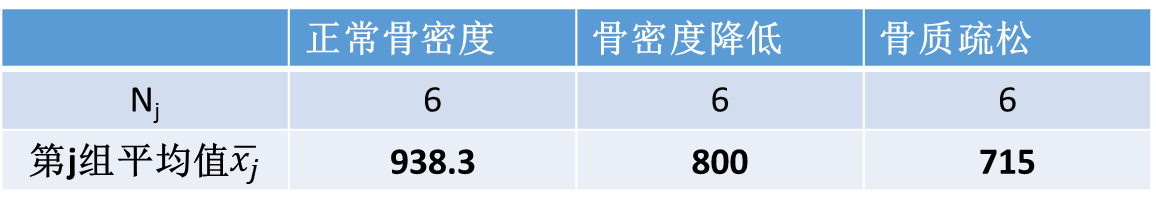 正常骨密度 骨密度降低 骨质疏松
Nj 6 6 6
第j组平均值x̅j 938.3 800 715